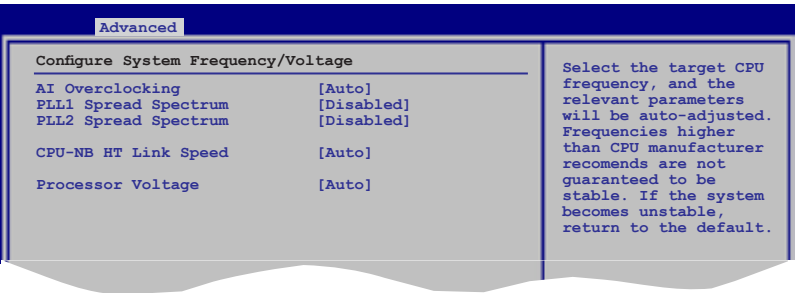 Advanced
Configure System Frequency/Voltage
AI Overclocking [Auto]
PLL1 Spread Spectrum [Disabled]
PLL2 Spread Spectrum [Disabled]
CPU-NB HT Link Speed [Auto]
Processor Voltage [Auto]
Select the target CPU
frequency, and the
relevant parameters
will be auto-adjusted.
Frequencies higher
than CPU manufacturer
recomends are not
guaranteed to be
stable. If the system
becomes unstable,
return to the default.